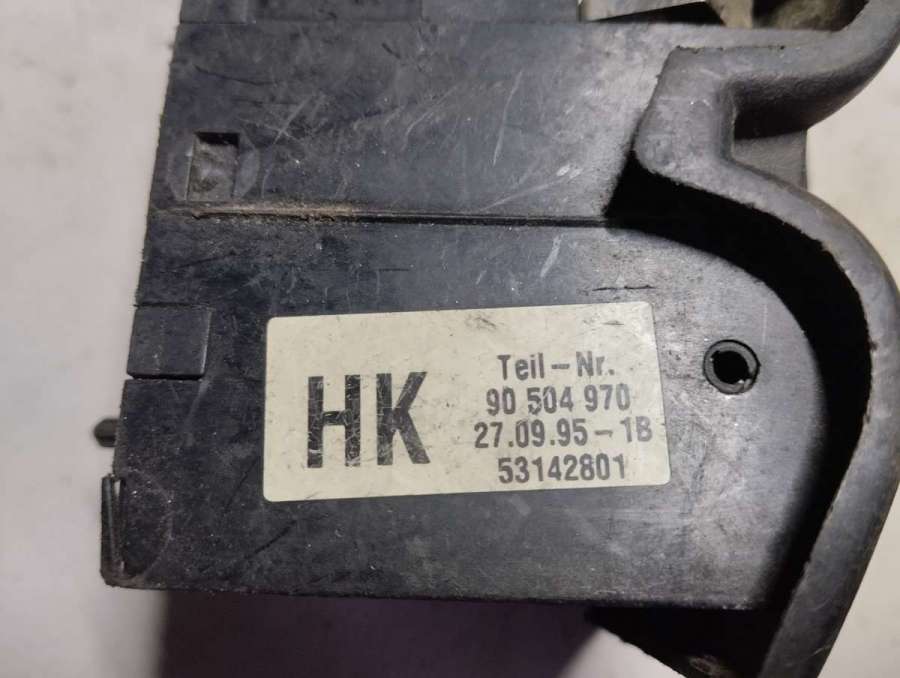 HK
Teil-Nr.
90 504 970
27.09.95-1B
53142801